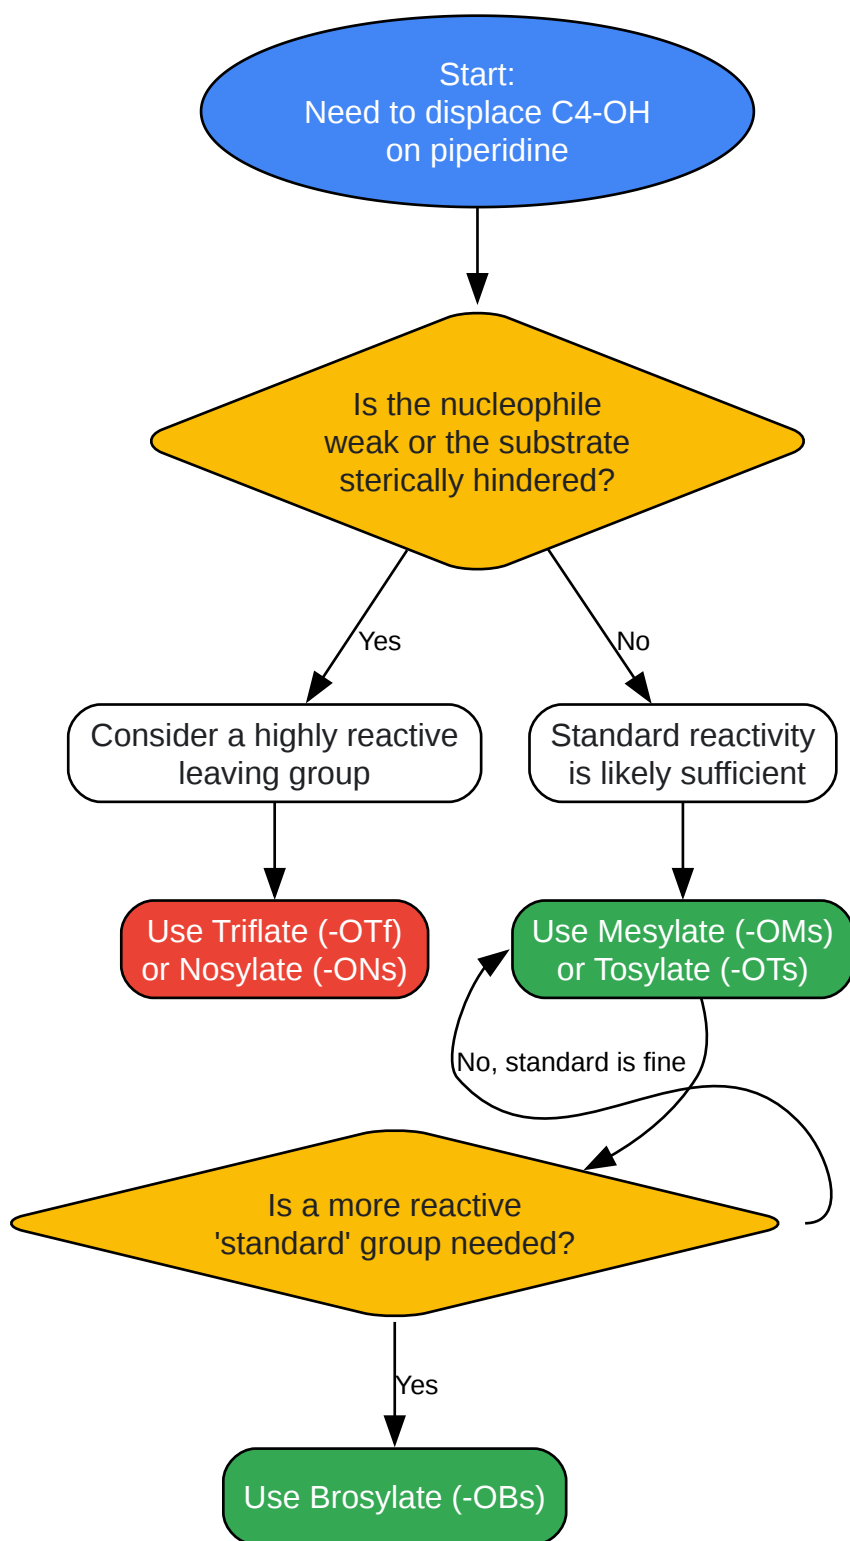 Start:
Need to displace C4-OH
on piperidine
Is the nucleophile
weak or the substrate
sterically hindered?
Yes
No
Consider a highly reactive
leaving group
Standard reactivity
is likely sufficient
Use Triflate (-OTf)
or Nosylate (-ONs)
Use Mesylate (-OMs)
or Tosylate (-OTs)
No, standard is fine
Is a more reactive
'standard' group needed?
Yes
Use Brosylate (-OBs)